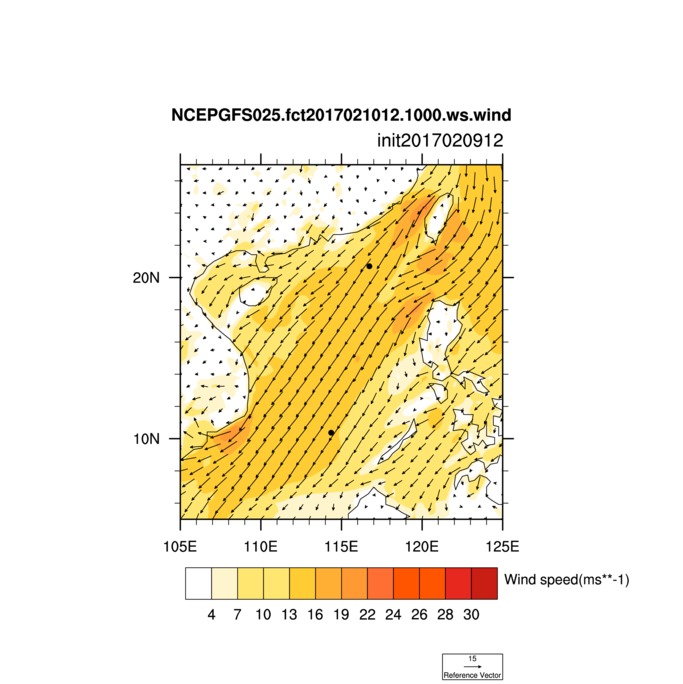 NCEPGFS025.fct2017021012.1000.ws.wind
init2017020912
20N
10N
105E 110E 115E 120E 125E
Wind speed(ms**-1)
4 7 10 13 16 19 22 24 26 28 30
15
Reference Vector